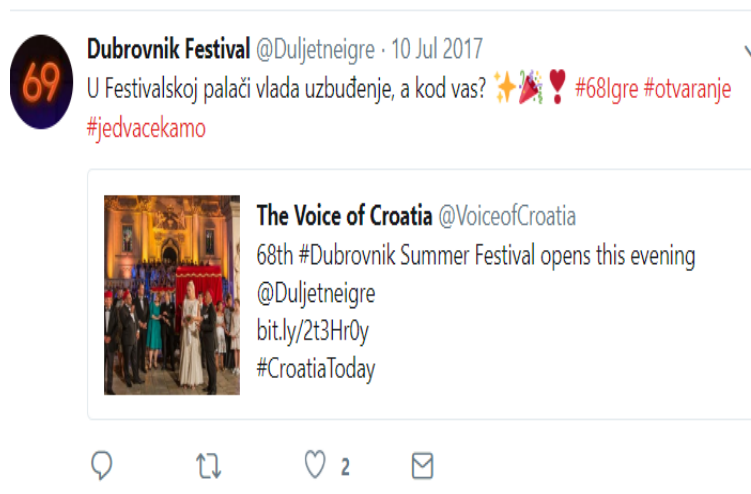 69
Dubrovnik Festival @Duljetneigre · 10 Jul 2017
U Festivalskoj palači vlada uzbuđenje, a kod vas? ✨🎉❣️ #68Igre #otvaranje
#jedvacekamo
The Voice of Croatia @VoiceofCroatia
68th #Dubrovnik Summer Festival opens this evening
@Duljetneigre
bit.ly/2t3Hr0y
#CroatiaToday
2